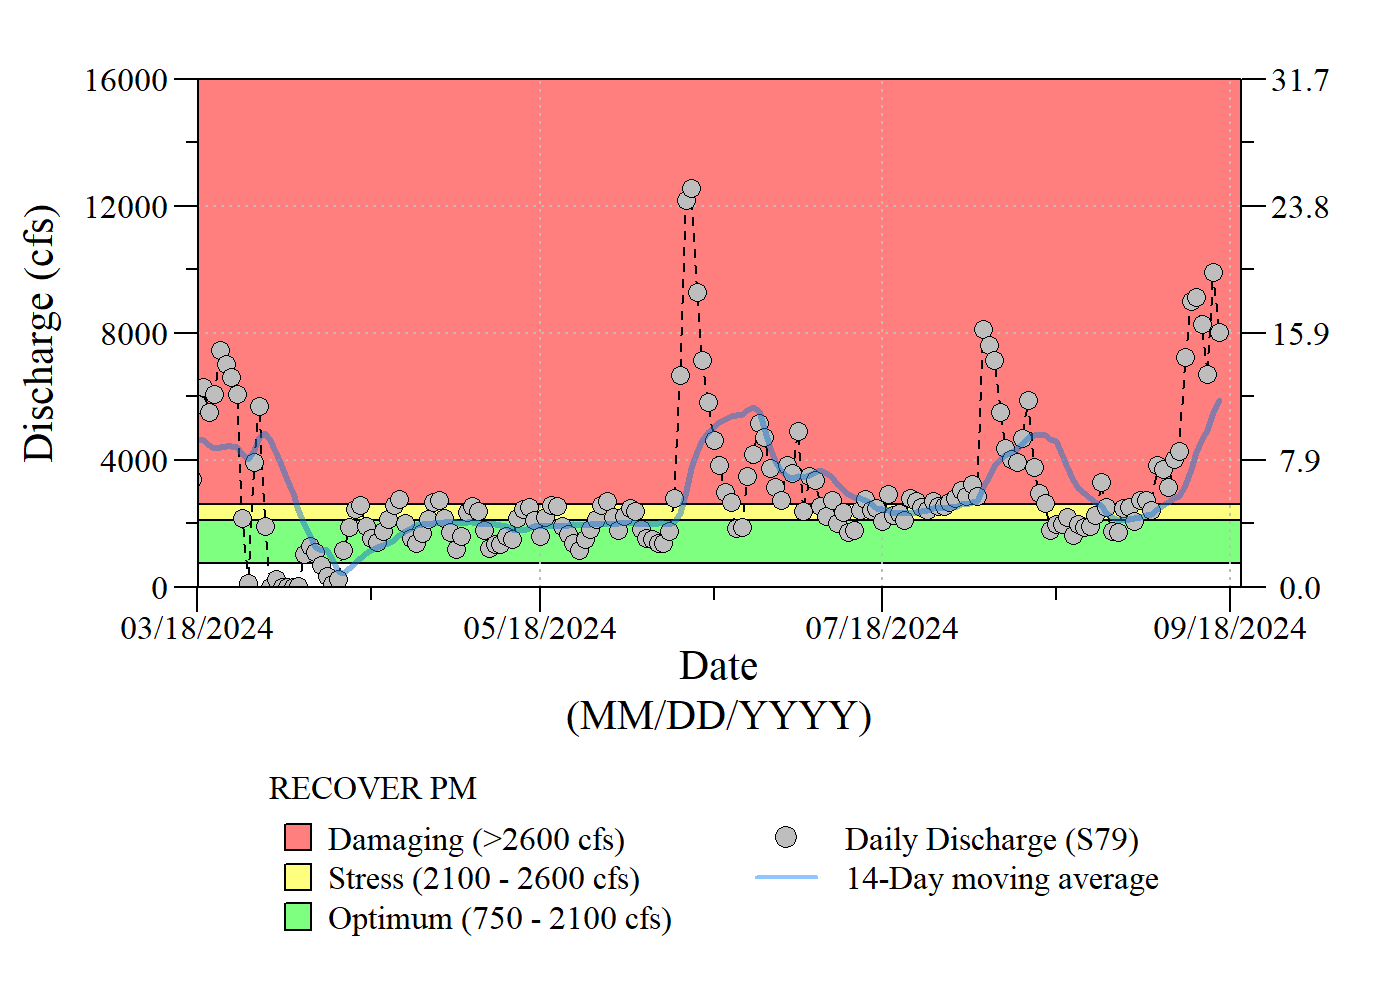 16000
12000
8000
4000
0
Discharge (cfs)
31.7
23.8
15.9
7.9
0.0
03/18/2024
05/18/2024
07/18/2024
09/18/2024
Date
(MM/DD/YYYY)
RECOVER PM
Damaging (>2600 cfs)
Stress (2100 - 2600 cfs)
Optimum (750 - 2100 cfs)
Daily Discharge (S79)
14-Day moving average